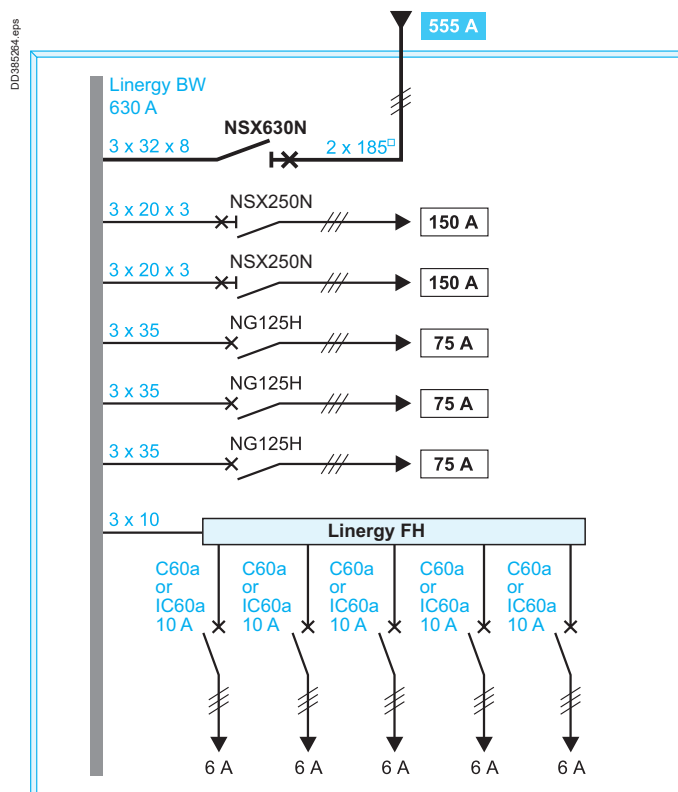 DD385264.eps
555 A
Linergy BW
630 A
NSX630N
3 x 32 x 8
2 x 185□
NSX250N
3 x 20 x 3
150 A
NSX250N
3 x 20 x 3
150 A
NG125H
3 x 35
75 A
NG125H
3 x 35
75 A
NG125H
3 x 35
75 A
3 x 10
Linergy FH
C60a
or
IC60a
10 A
C60a
or
IC60a
10 A
C60a
or
IC60a
10 A
C60a
or
IC60a
10 A
C60a
or
IC60a
10 A
6 A
6 A
6 A
6 A
6 A